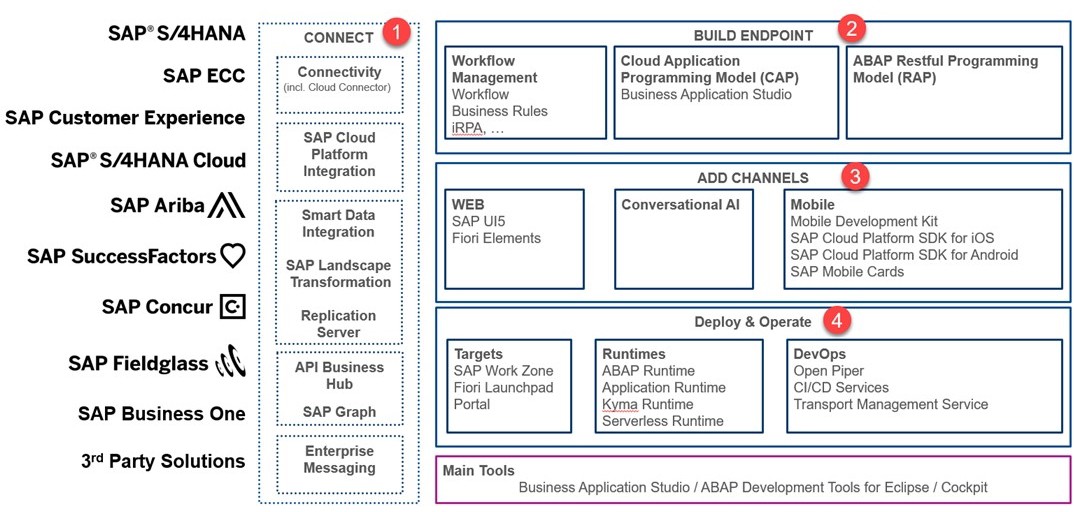 SAP® S/4HANA
SAP ECC
SAP Customer Experience
SAP® S/4HANA Cloud
SAP Ariba
SAP SuccessFactors
SAP Concur C
SAP Fieldglass
SAP Business One
3rd Party Solutions
CONNECT 1
Connectivity
(incl. Cloud Connector)
SAP Cloud
Platform
Integration
Smart Data
Integration
SAP Landscape
Transformation
Replication
Server
API Business
Hub
SAP Graph
Enterprise
Messaging
BUILD ENDPOINT 2
Workflow
Management
Workflow
Business Rules
iRPA, …
Cloud Application
Programming Model (CAP)
Business Application Studio
ABAP Restful Programming
Model (RAP)
ADD CHANNELS 3
WEB
SAP UI5
Fiori Elements
Conversational AI
Mobile
Mobile Development Kit
SAP Cloud Platform SDK for iOS
SAP Cloud Platform SDK for Android
SAP Mobile Cards
Deploy & Operate 4
Targets
SAP Work Zone
Fiori Launchpad
Portal
Runtimes
ABAP Runtime
Application Runtime
Kyma Runtime
Serverless Runtime
DevOps
Open Piper
CI/CD Services
Transport Management Service
Main Tools
Business Application Studio / ABAP Development Tools for Eclipse / Cockpit